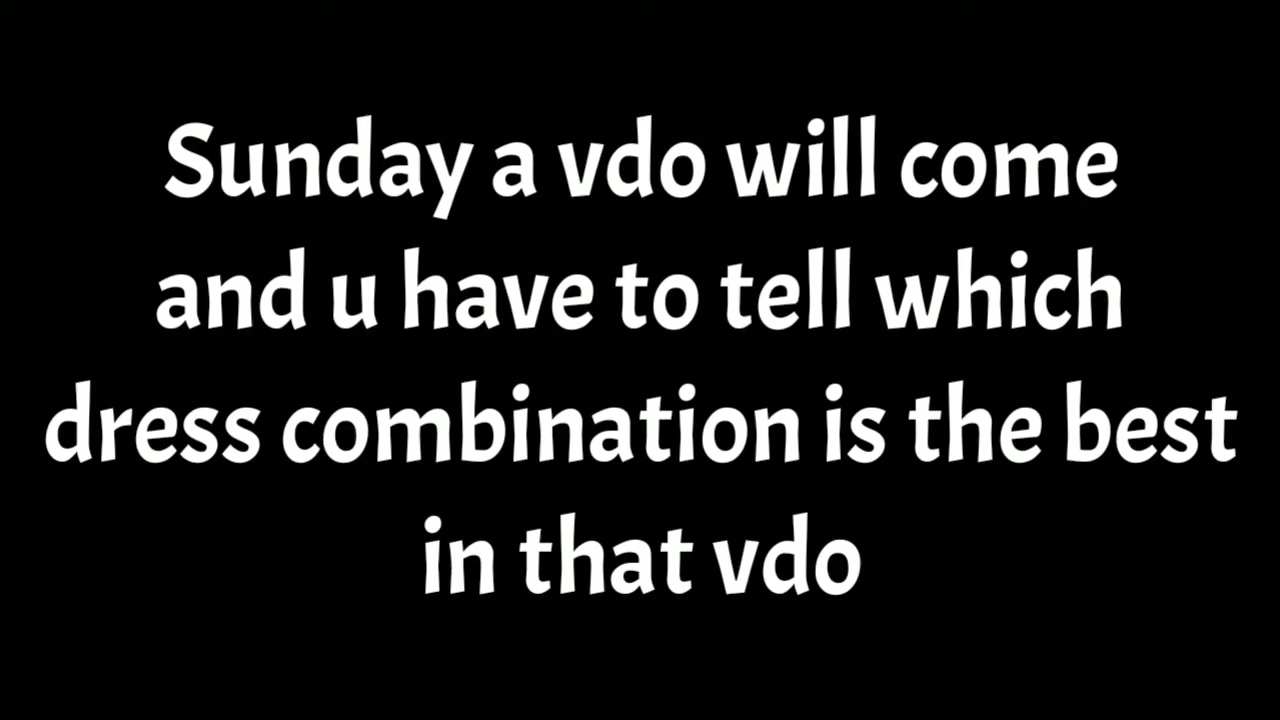 Sunday a vdo will come
and u have to tell which
dress combination is the best
in that vdo